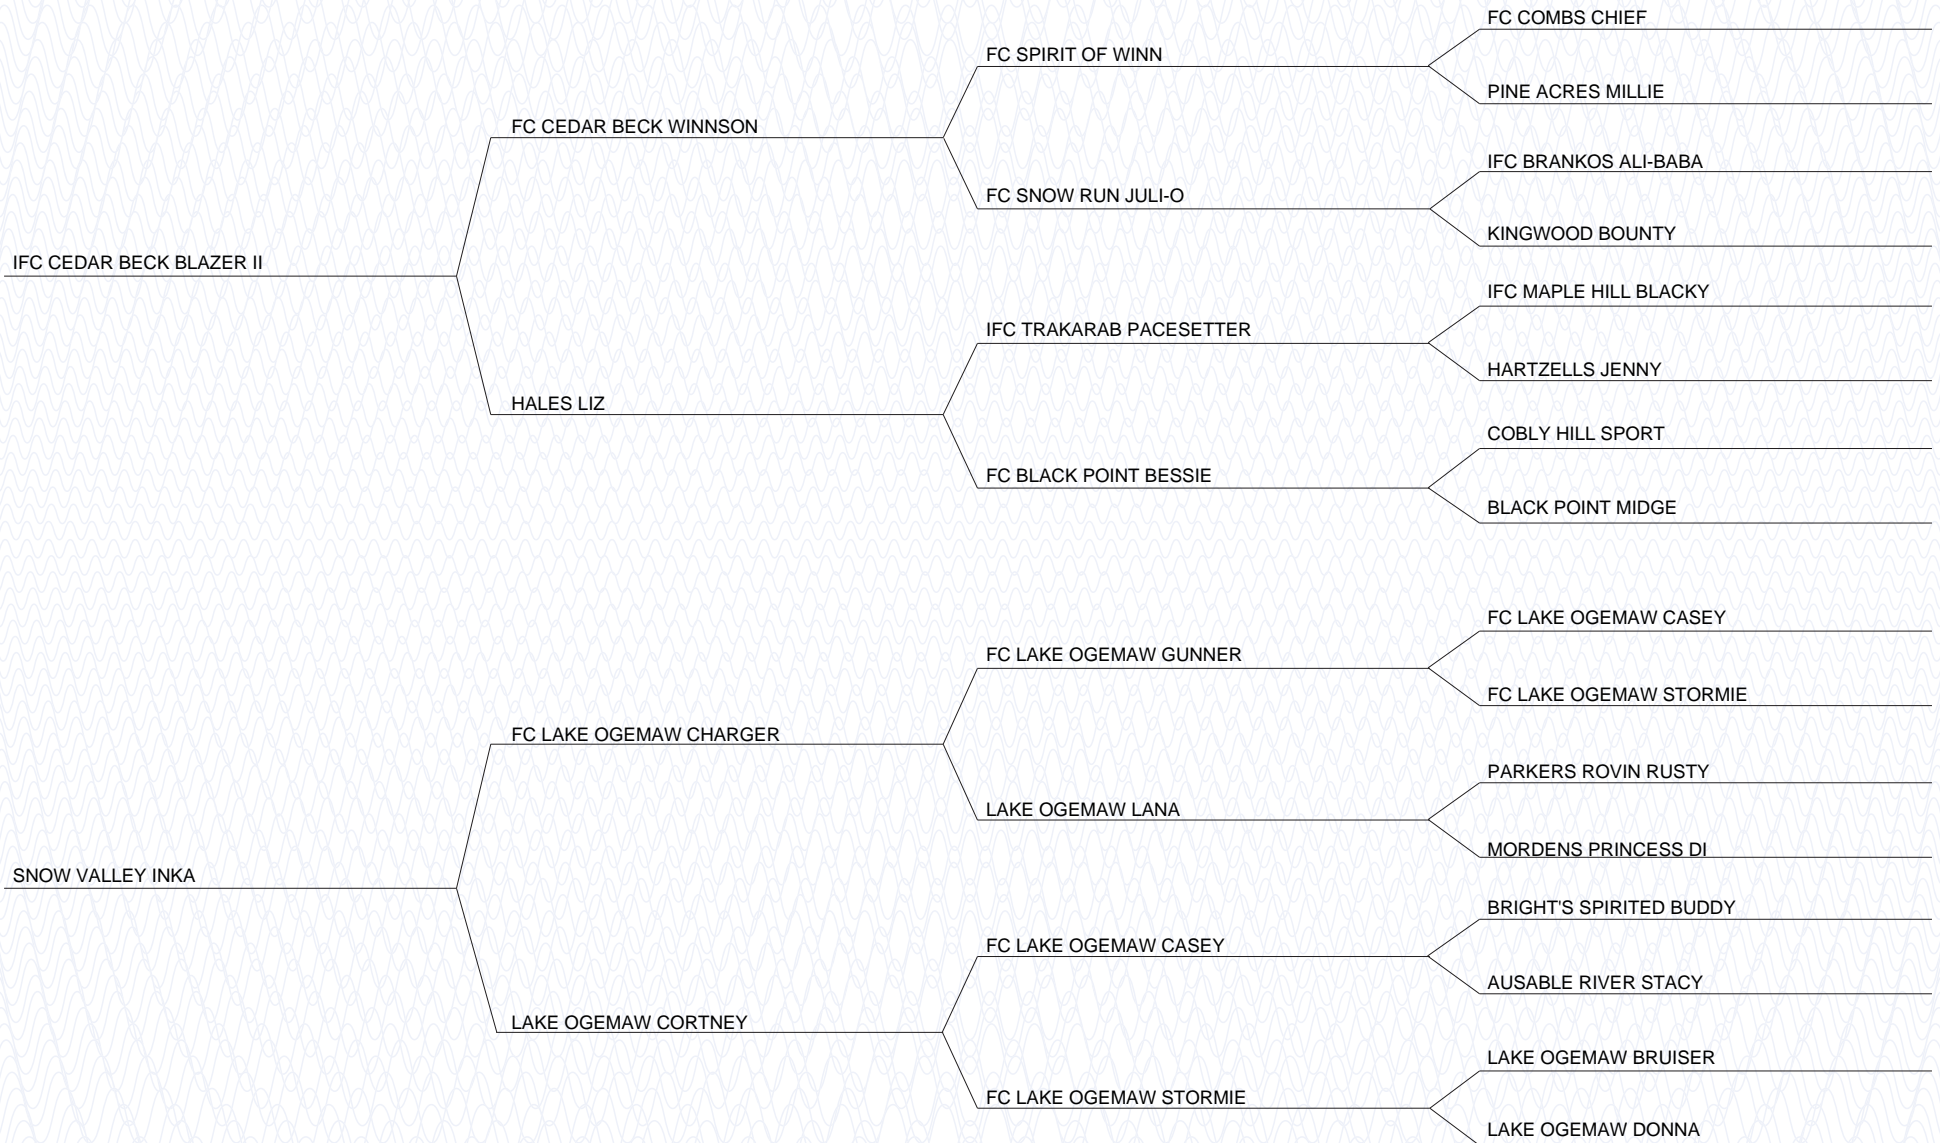 FC COMBS CHIEF
FC SPIRIT OF WINN
PINE ACRES MILLIE
FC CEDAR BECK WINNSON
IFC BRANKOS ALI-BABA
FC SNOW RUN JULI-O
KINGWOOD BOUNTY
IFC CEDAR BECK BLAZER II
IFC MAPLE HILL BLACKY
IFC TRAKARAB PACESETTER
HARTZELLS JENNY
HALES LIZ
COBLY HILL SPORT
FC BLACK POINT BESSIE
BLACK POINT MIDGE
FC LAKE OGEMAW CASEY
FC LAKE OGEMAW GUNNER
FC LAKE OGEMAW STORMIE
FC LAKE OGEMAW CHARGER
PARKERS ROVIN RUSTY
LAKE OGEMAW LANA
MORDENS PRINCESS DI
SNOW VALLEY INKA
BRIGHT'S SPIRITED BUDDY
FC LAKE OGEMAW CASEY
AUSABLE RIVER STACY
LAKE OGEMAW CORTNEY
LAKE OGEMAW BRUISER
FC LAKE OGEMAW STORMIE
LAKE OGEMAW DONNA